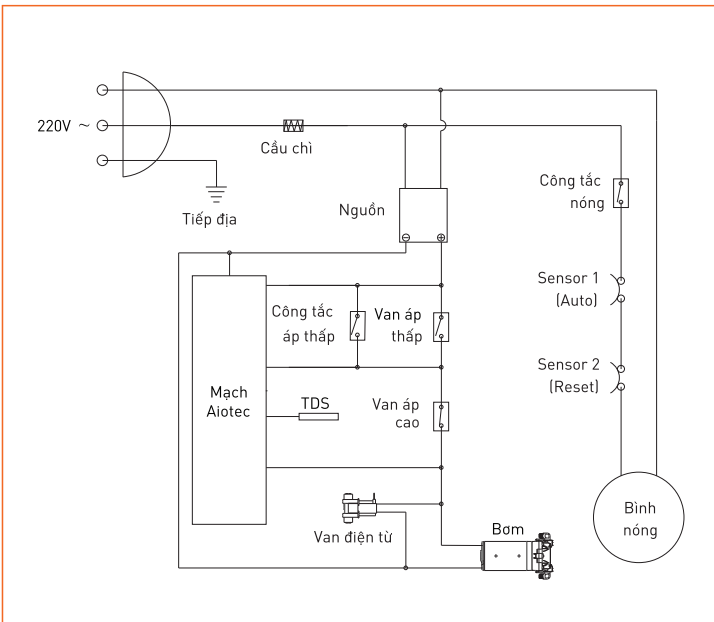 220V ~
Cầu chì
Tiếp địa
Nguồn
Công tắc
nóng
Sensor 1
(Auto)
Công tắc
áp thấp
Van áp
thấp
Sensor 2
(Reset)
Mạch
Aiotec
TDS
Van áp
cao
Van điện từ
Bơm
Bình
nóng